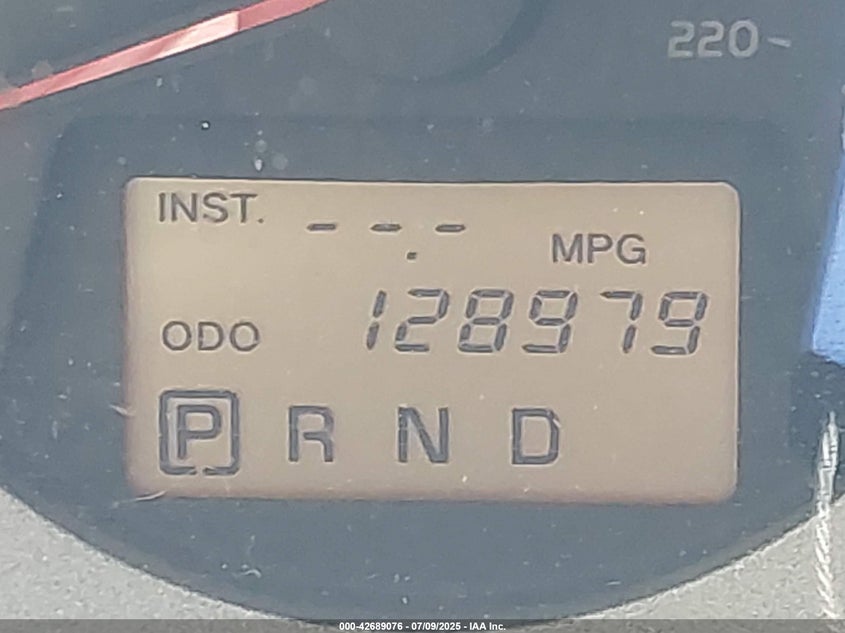 220-
INST. - - . - MPG
ODO 128979
P R N D
000-42689076 - 07/09/2025 - IAA Inc.